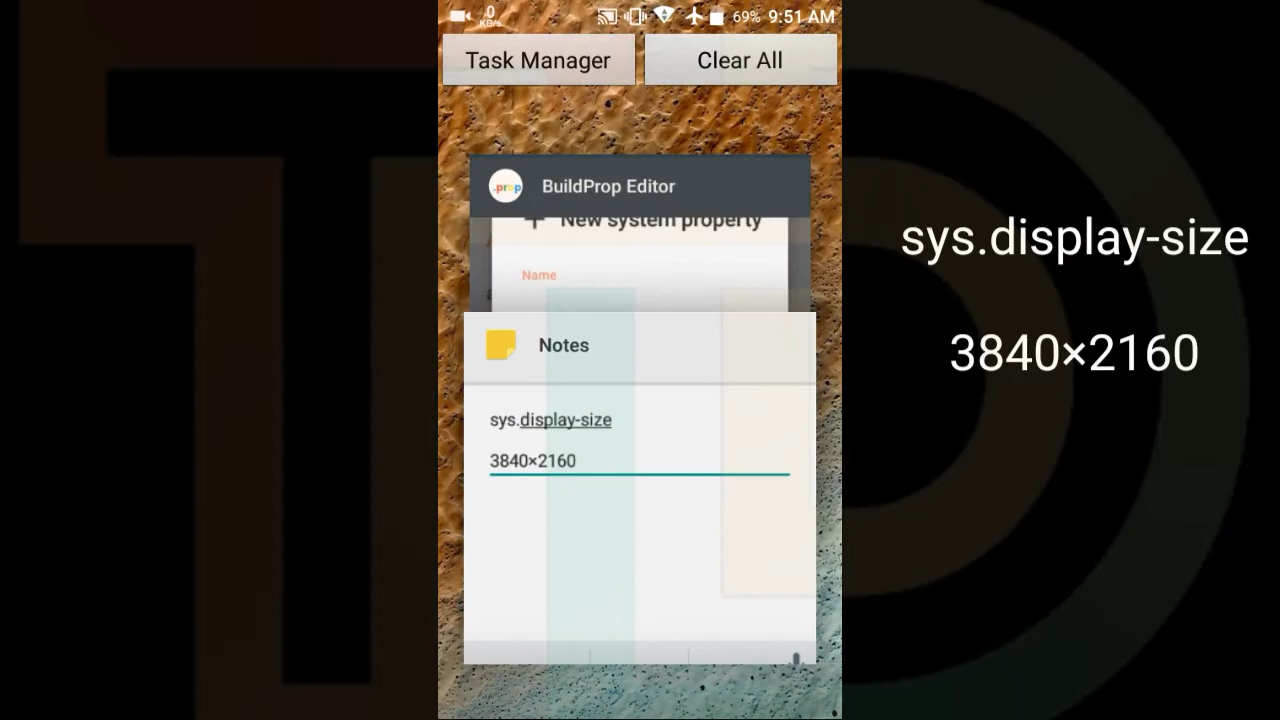 0
KB/s
69% 9:51 AM
Task Manager
Clear All
.prop
BuildProp Editor
New system property
Name
Notes
sys.display-size
3840×2160
sys.display-size
3840×2160